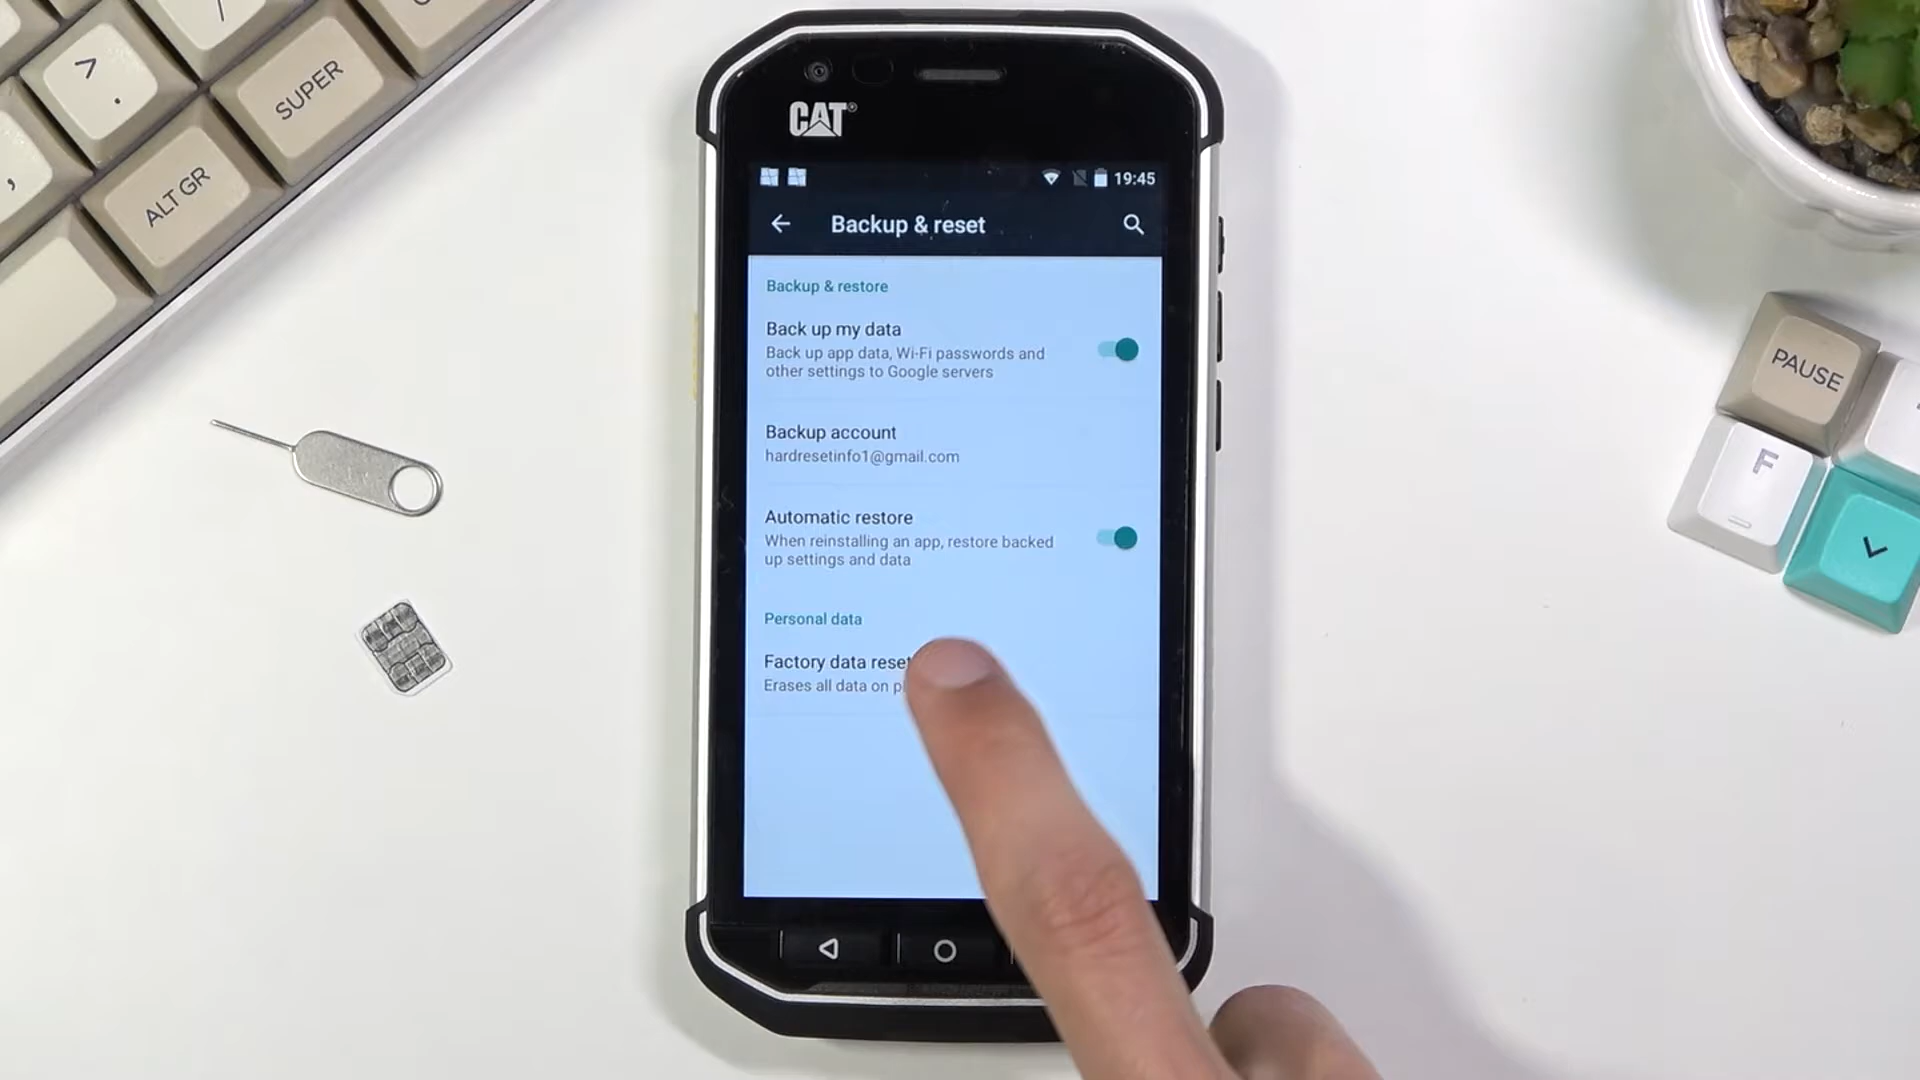 >
.
SUPER
,
ALT GR
CAT®
19:45
Backup & reset
Backup & restore
Back up my data
Back up app data, Wi-Fi passwords and
other settings to Google servers
Backup account
hardresetinfo1@gmail.com
Automatic restore
When reinstalling an app, restore backed
up settings and data
Personal data
Factory data reset
Erases all data on
PAUSE
F